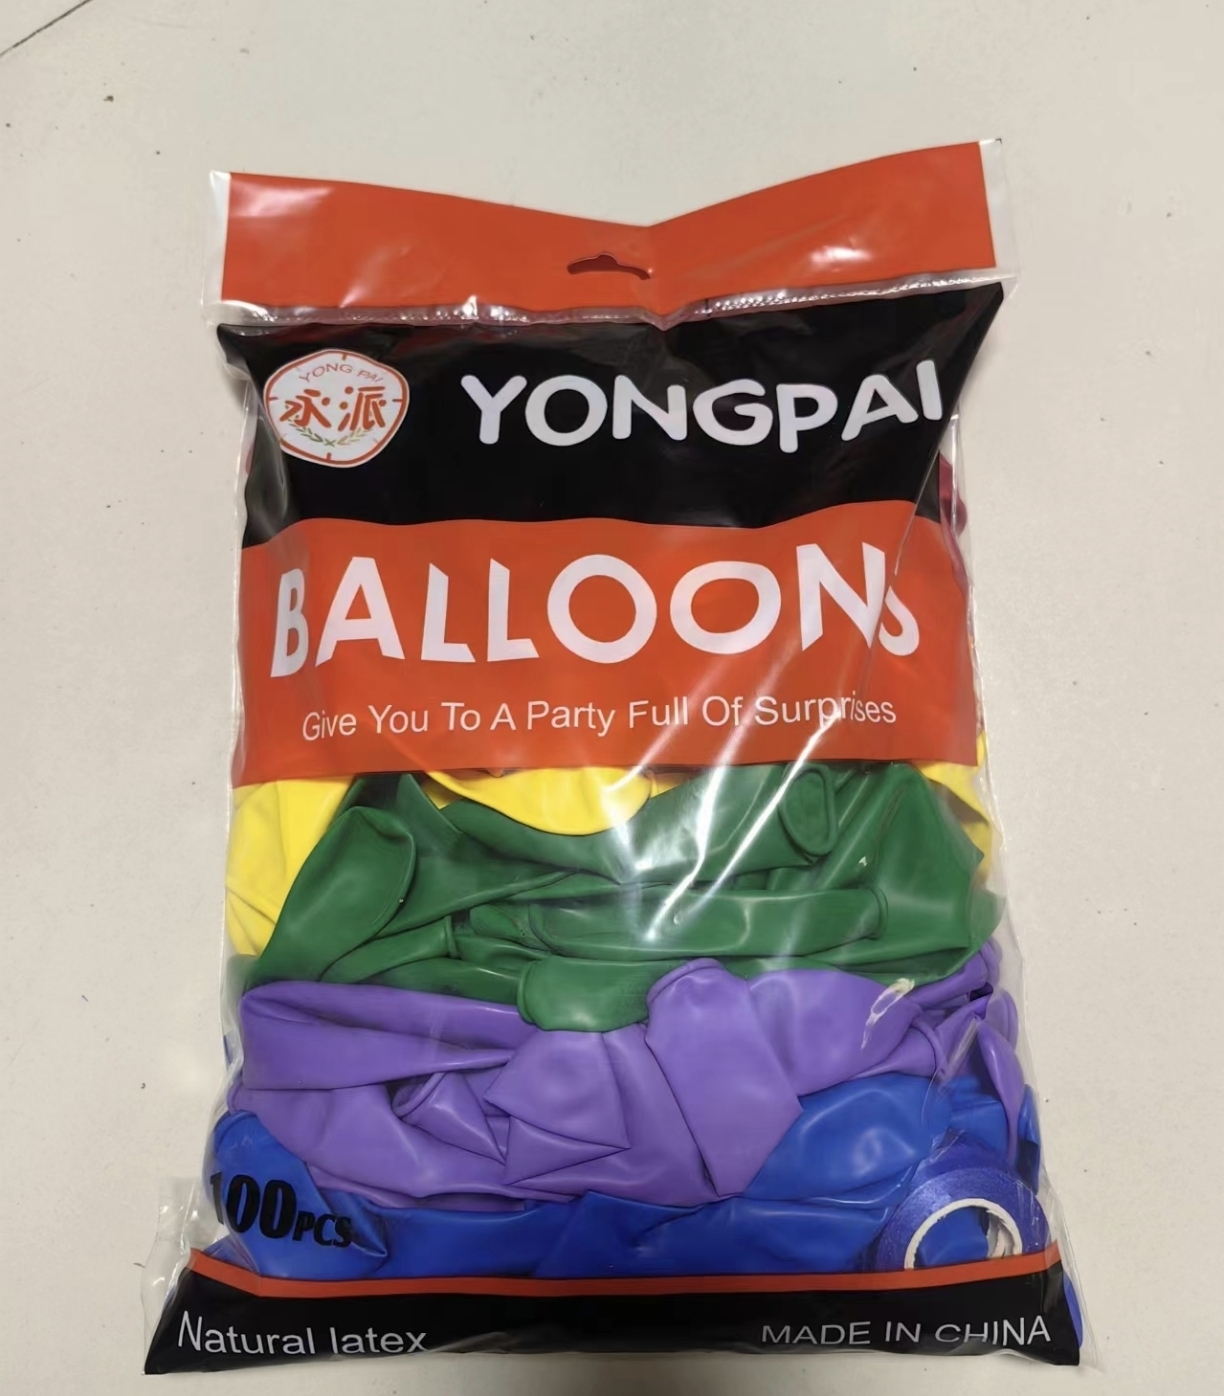 YONG PAI
永派
YONGPAI
BALLOONS
Give You To A Party Full Of Surprises
100PCS
Natural latex
MADE IN CHINA